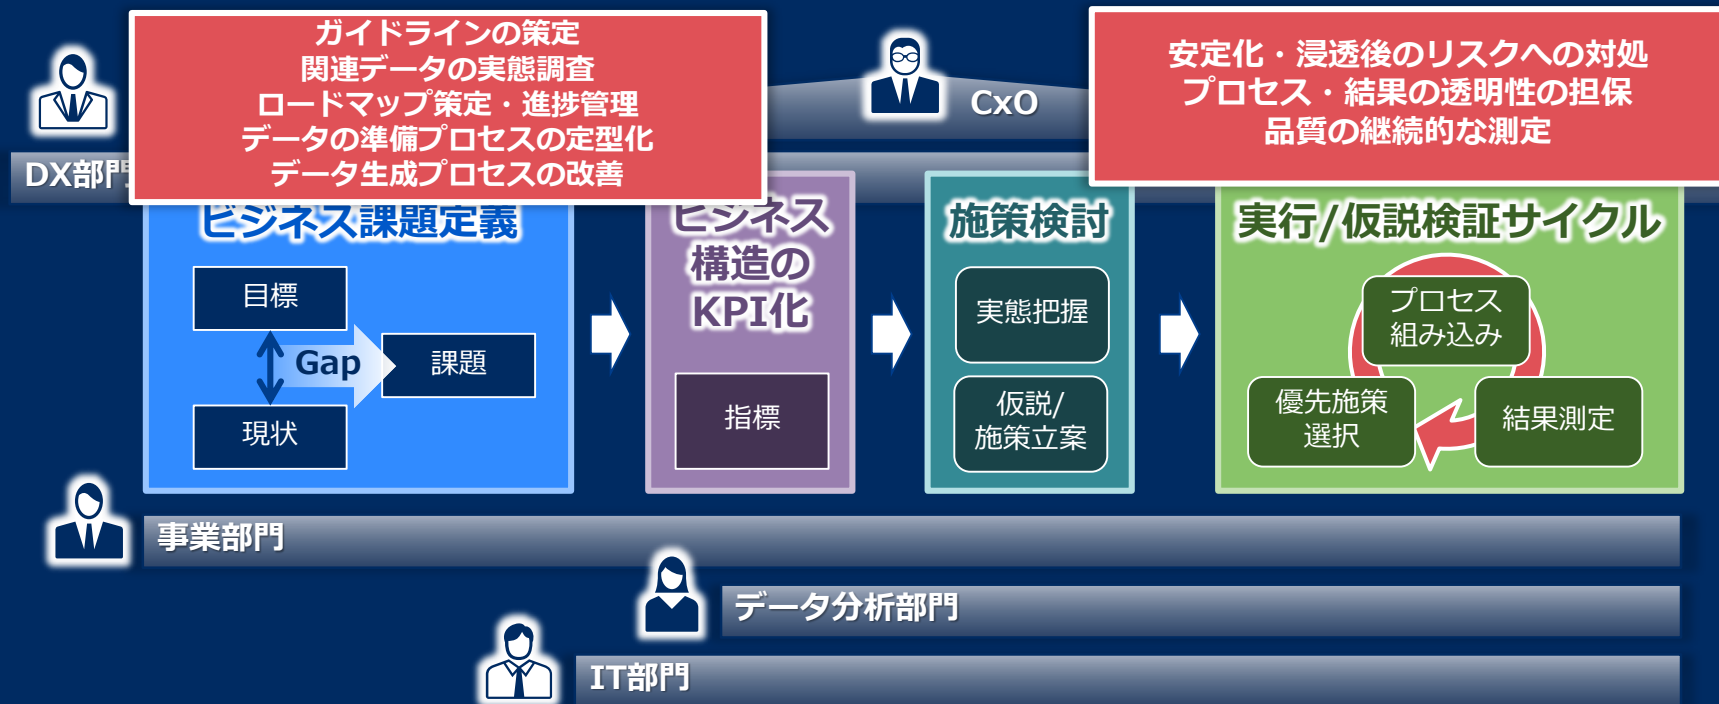 ガイドラインの策定
関連データの実態調査
ロードマップ策定・進捗管理
データの準備プロセスの定型化
データ生成プロセスの改善
CxO
安定化・浸透後のリスクへの対処
プロセス・結果の透明性の担保
品質の継続的な測定
DX部門
ビジネス課題定義
目標
Gap
課題
現状
ビジネス
構造の
KPI化
指標
施策検討
実態把握
仮説/
施策立案
実行/仮説検証サイクル
プロセス
組み込み
優先施策
選択
結果測定
事業部門
データ分析部門
IT部門